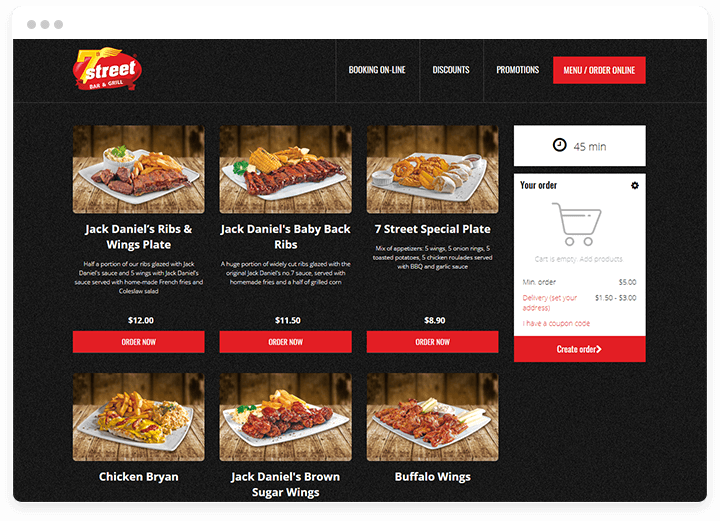 7
street
BAR & GRILL
BOOKING ON-LINE
DISCOUNTS
PROMOTIONS
MENU / ORDER ONLINE
Jack Daniel's Ribs &
Wings Plate
Half a portion of our ribs glazed with Jack
Daniel's sauce and 5 wings with Jack Daniel's
sauce served with home-made French fries and
Coleslaw salad
$12.00
ORDER NOW
Jack Daniel's Baby Back
Ribs
A huge portion of widely cut ribs glazed with the
original Jack Daniel's no.7 sauce, served with
homemade fries and a half of grilled corn
$11.50
ORDER NOW
7 Street Special Plate
Mix of appetizers: 5 wings, 5 onion rings, 5
toasted potatoes, 5 chicken roulades served
with BBQ and garlic sauce
$8.90
ORDER NOW
45 min
Your order
Cart is empty. Add products
Min. order $5.00
Delivery (set your $1.50 - $3.00
address)
I have a coupon code
Create order
Chicken Bryan
Jack Daniel's Brown
Sugar Wings
Buffalo Wings